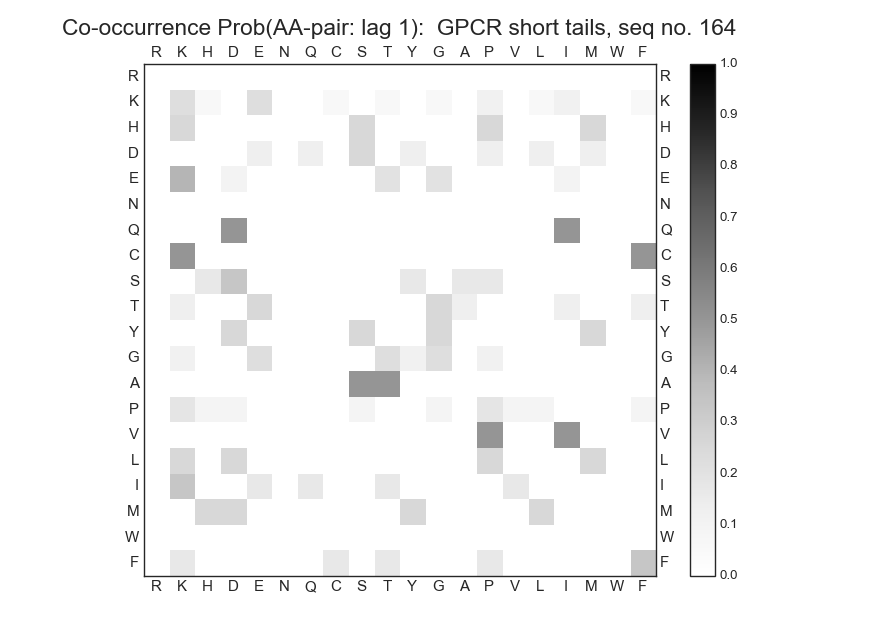 Co-occurrence Prob(AA-pair: lag 1):  GPCR short tails, seq no. 164
R K H D E N Q C S T Y G A P V L I M W F
R R 1.0
K K 0.9
H H
D D 0.8
E E
N N 0.7
Q Q
C C 0.6
S S
T T 0.5
Y Y
G G 0.4
A A
P P 0.3
V V
L L 0.2
I I
M M 0.1
W W
F F 0.0
R K H D E N Q C S T Y G A P V L I M W F